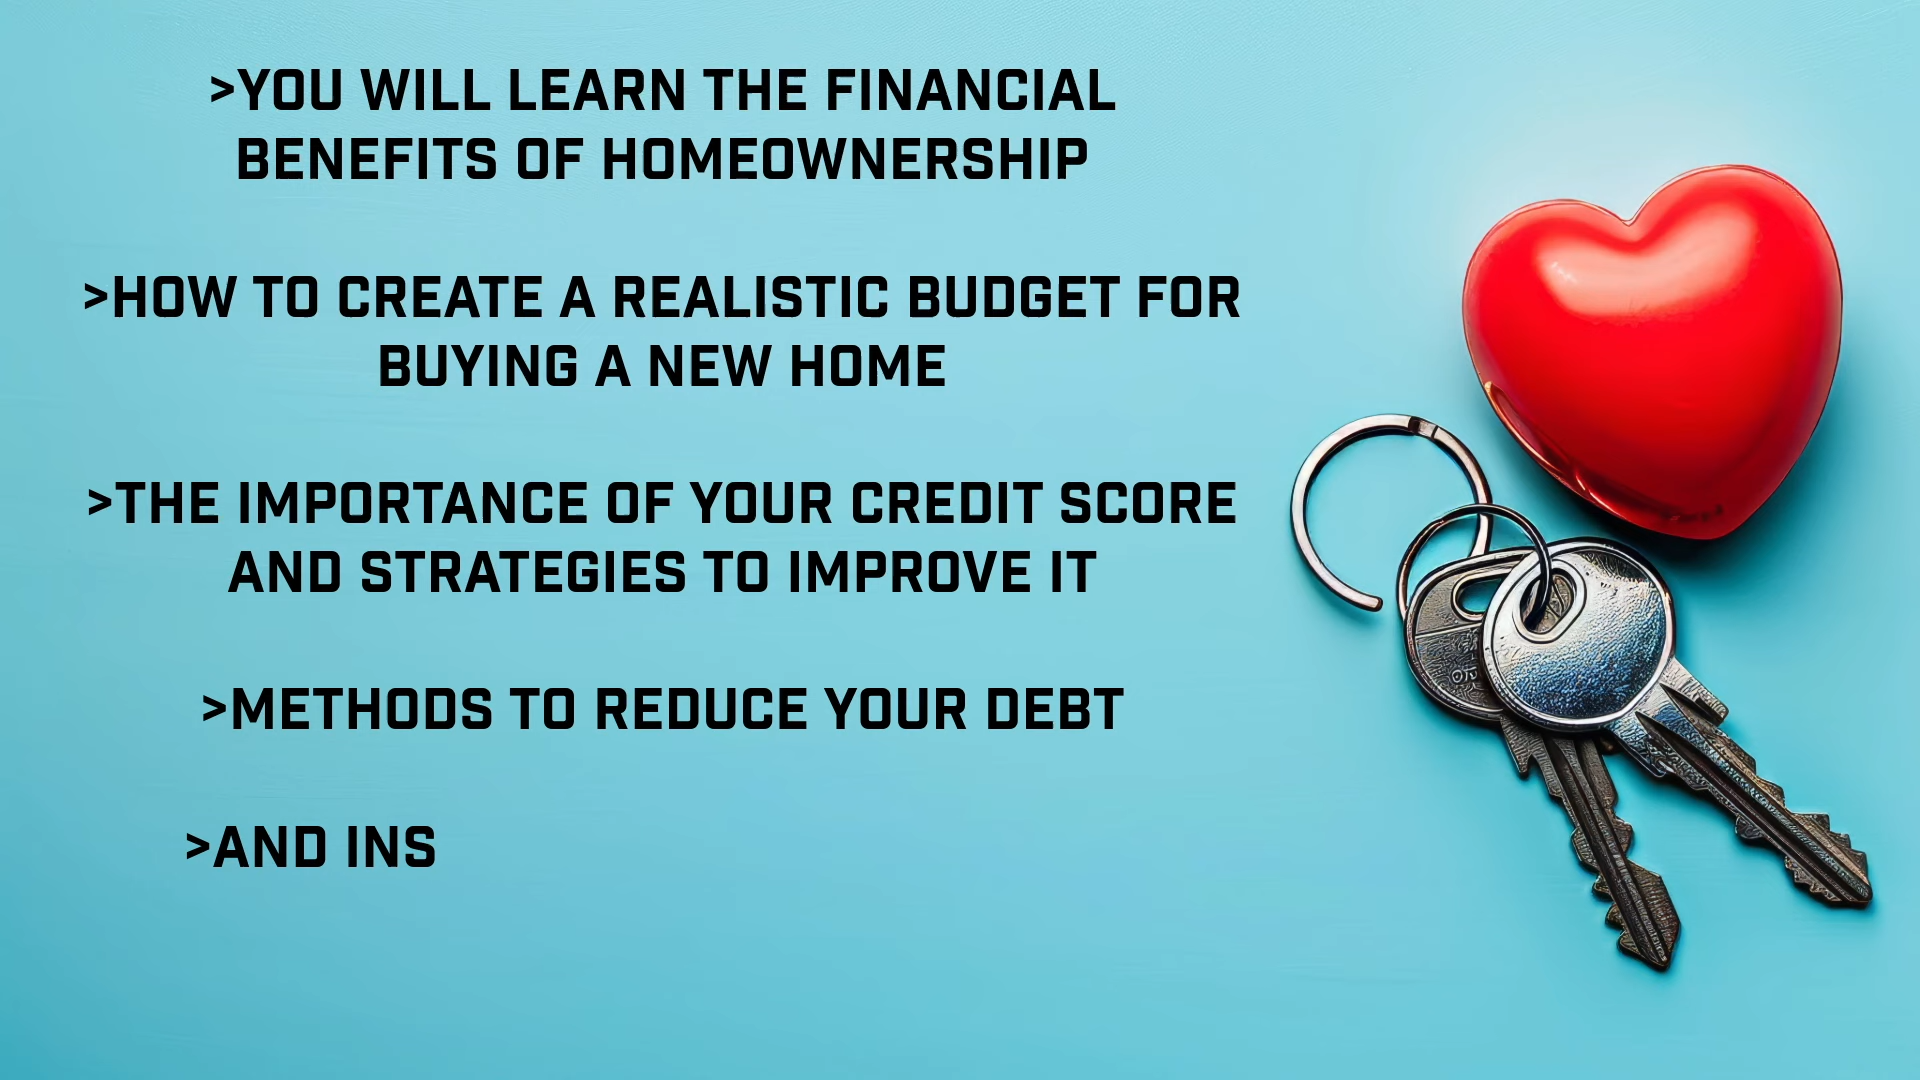 >YOU WILL LEARN THE FINANCIAL
BENEFITS OF HOMEOWNERSHIP
>HOW TO CREATE A REALISTIC BUDGET FOR
BUYING A NEW HOME
>THE IMPORTANCE OF YOUR CREDIT SCORE
AND STRATEGIES TO IMPROVE IT
>METHODS TO REDUCE YOUR DEBT
>AND INS